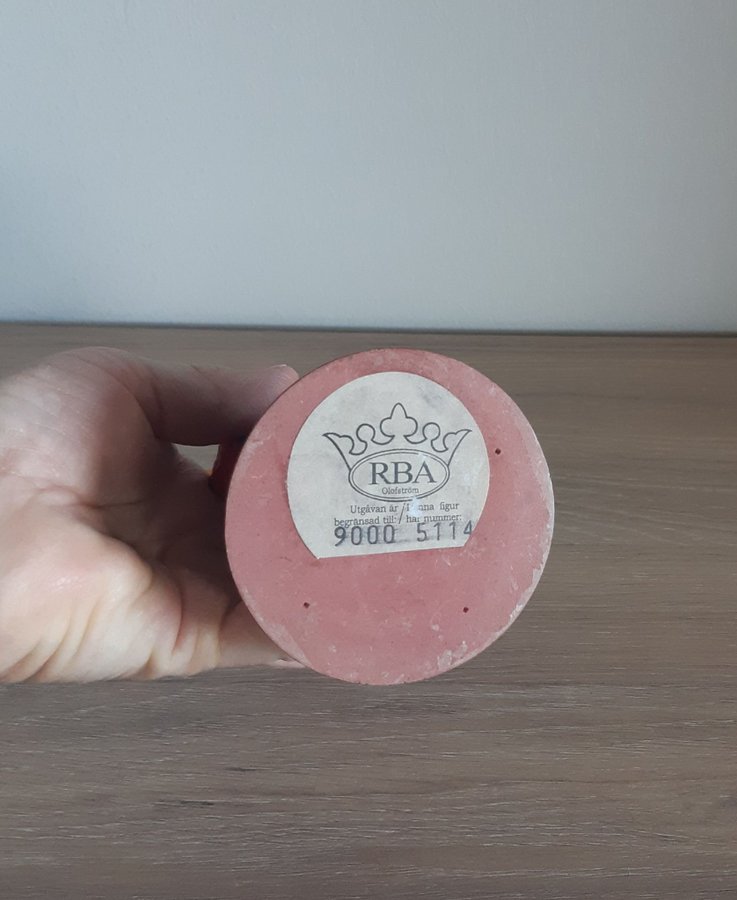 RBA
Olofström
Utgåvan är / Denna figur
begränsad till: / har nummer:
9000 5114